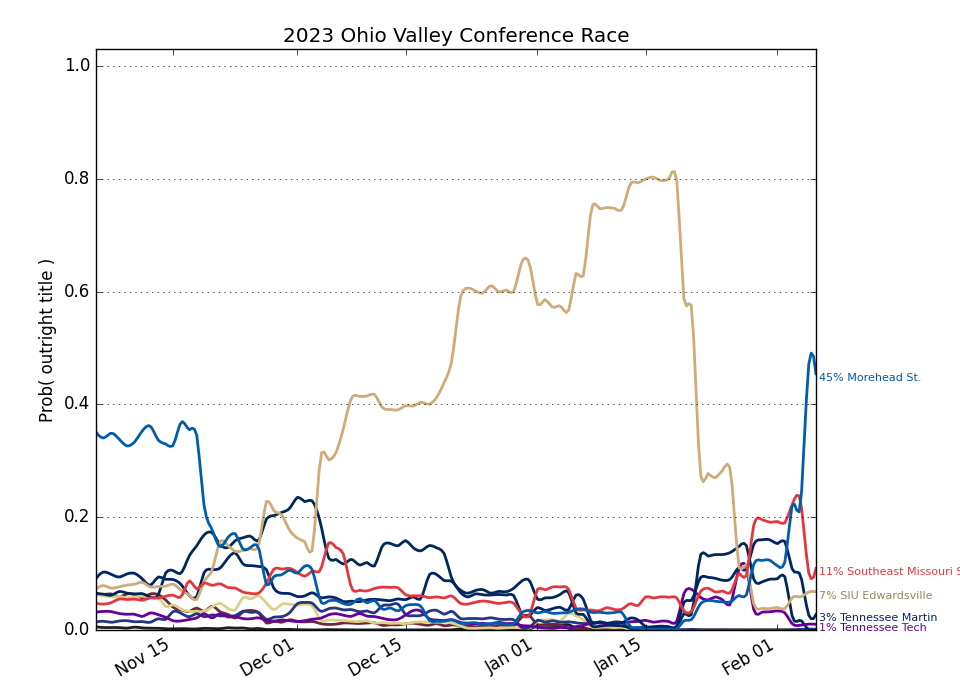 2023 Ohio Valley Conference Race
Prob( outright title )
1.0
0.8
0.6
0.4
0.2
0.0
Nov 15
Dec 01
Dec 15
Jan 01
Jan 15
Feb 01
45% Morehead St.
11% Southeast Missouri S
7% SIU Edwardsville
3% Tennessee Martin
1% Tennessee Tech